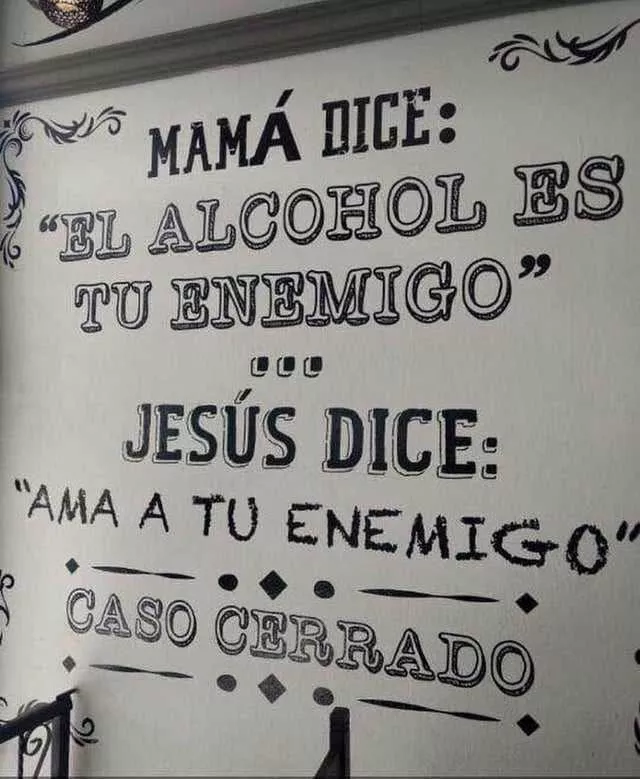 MAMÁ DICE:
"EL ALCOHOL ES
TU ENEMIGO"
...
JESÚS DICE:
"AMA A TU ENEMIGO"
CASO CERRADO